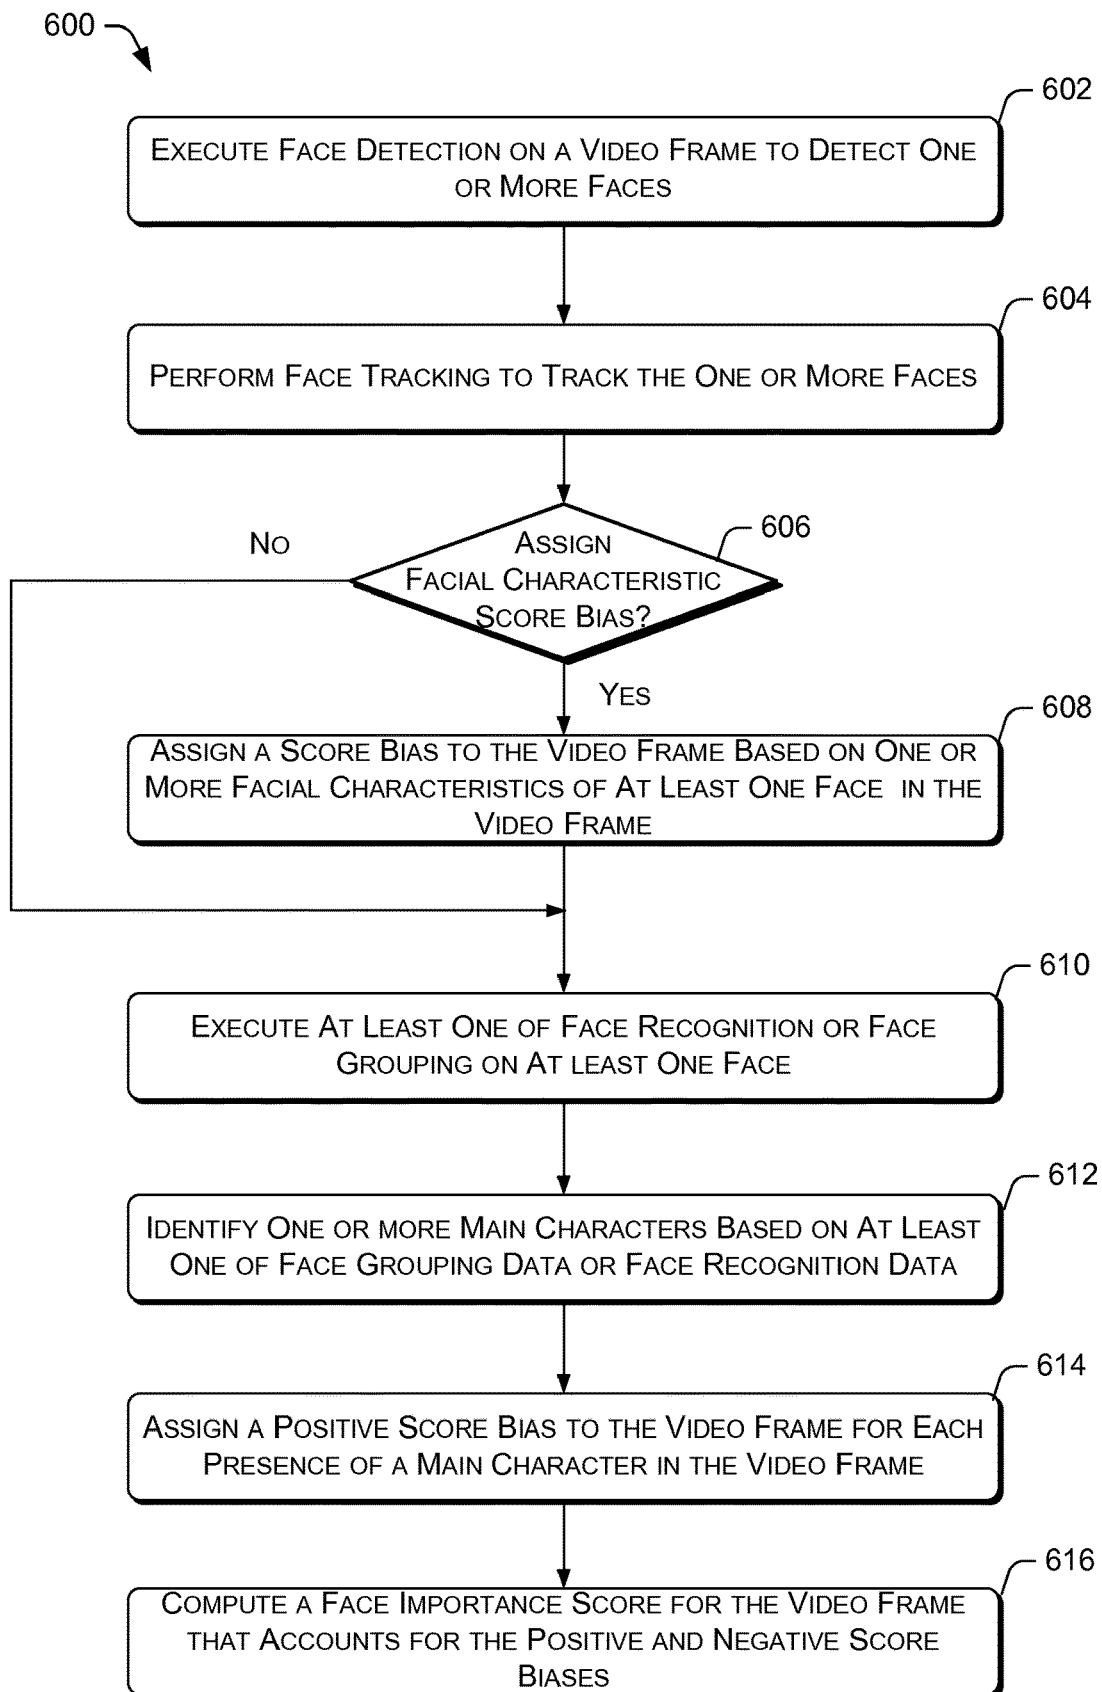 600
602
EXECUTE FACE DETECTION ON A VIDEO FRAME TO DETECT ONE
OR MORE FACES
604
PERFORM FACE TRACKING TO TRACK THE ONE OR MORE FACES
606
NO
ASSIGN
FACIAL CHARACTERISTIC
SCORE BIAS?
YES
608
ASSIGN A SCORE BIAS TO THE VIDEO FRAME BASED ON ONE OR
MORE FACIAL CHARACTERISTICS OF AT LEAST ONE FACE IN THE
VIDEO FRAME
610
EXECUTE AT LEAST ONE OF FACE RECOGNITION OR FACE
GROUPING ON AT LEAST ONE FACE
612
IDENTIFY ONE OR MORE MAIN CHARACTERS BASED ON AT LEAST
ONE OF FACE GROUPING DATA OR FACE RECOGNITION DATA
614
ASSIGN A POSITIVE SCORE BIAS TO THE VIDEO FRAME FOR EACH
PRESENCE OF A MAIN CHARACTER IN THE VIDEO FRAME
616
COMPUTE A FACE IMPORTANCE SCORE FOR THE VIDEO FRAME
THAT ACCOUNTS FOR THE POSITIVE AND NEGATIVE SCORE
BIASES